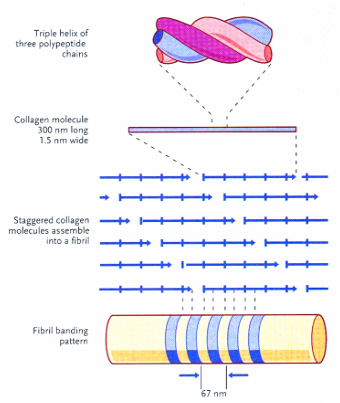 Triple helix of
three polypeptide
chains
Collagen molecule
300 nm long
1.5 nm wide
Staggered collagen
molecules assemble
into a fibril
Fibril banding
pattern
67 nm